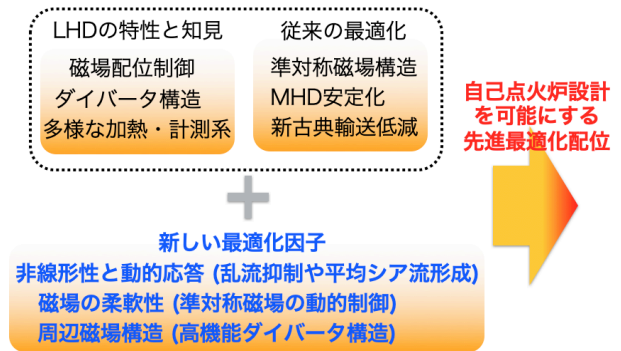 LHDの特性と知見
磁場配位制御
ダイバータ構造
多様な加熱・計測系
従来の最適化
準対称磁場構造
MHD安定化
新古典輸送低減
自己点火炉設計
を可能にする
先進最適化配位
+
新しい最適化因子
非線形性と動的応答 (乱流抑制や平均シア流形成)
磁場の柔軟性 (準対称磁場の動的制御)
周辺磁場構造 (高機能ダイバータ構造)